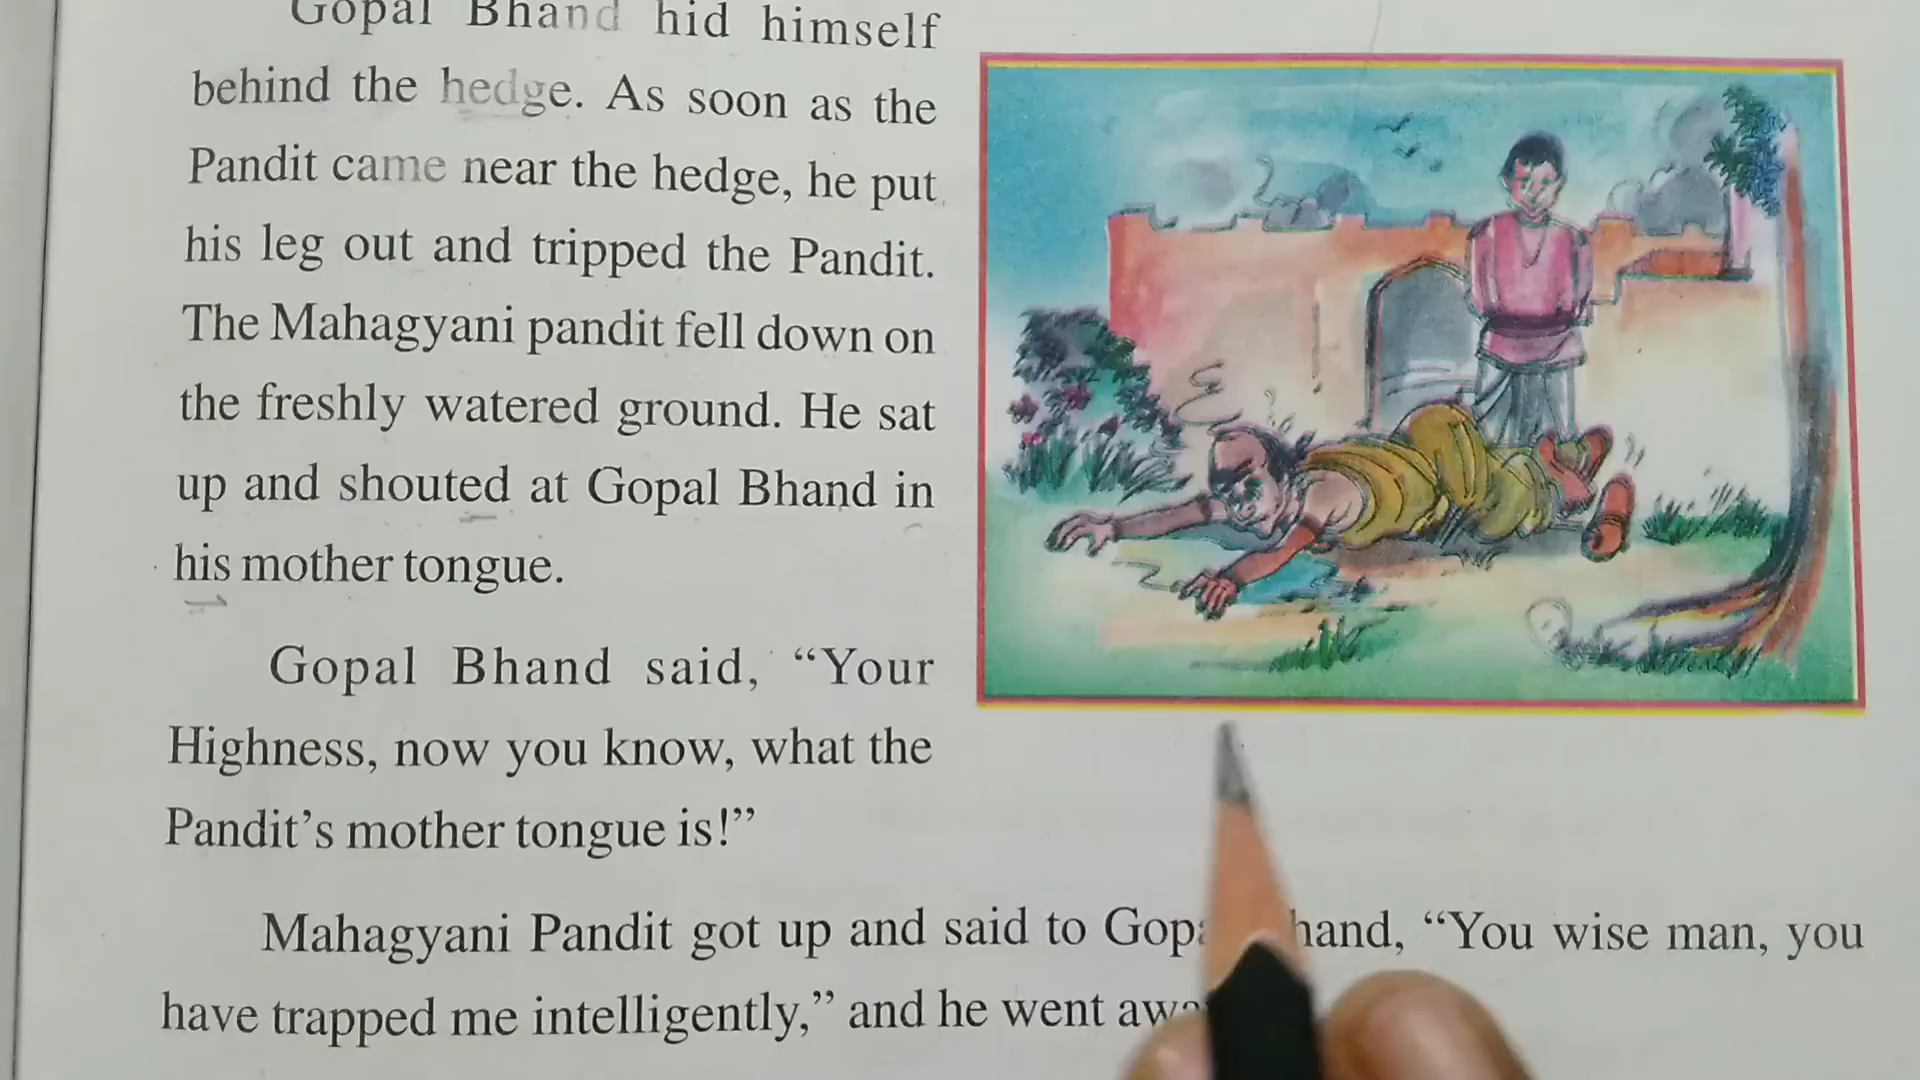 Gopal Bhand hid himself
behind the hedge. As soon as the
Pandit came near the hedge, he put
his leg out and tripped the Pandit.
The Mahagyani pandit fell down on
the freshly watered ground. He sat
up and shouted at Gopal Bhand in
his mother tongue.
Gopal Bhand said, “Your
Highness, now you know, what the
Pandit’s mother tongue is!”
Mahagyani Pandit got up and said to Gopa hand, “You wise man, you
have trapped me intelligently,” and he went awa